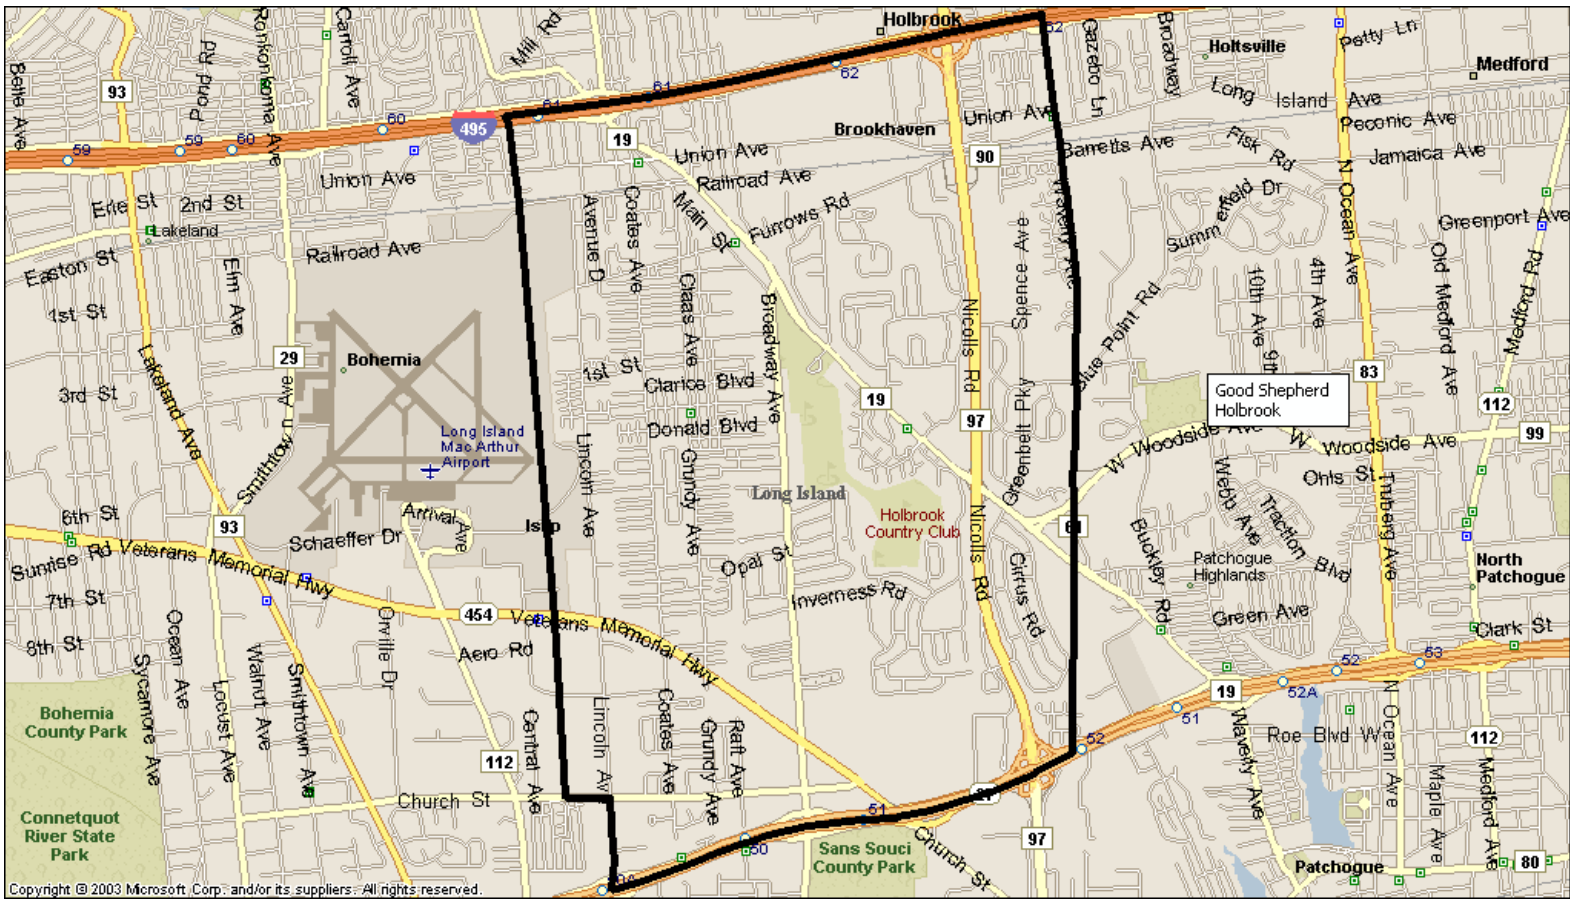 Holbrook
Holtsville
Petty Ln
Medford
Mill Rd
Carroll Ave
Ronkonkoma Ave
Pond Rd
Belle Ave
Gazebo Ln
Broadway
Long Island Ave
Peconic Ave
Jamaica Ave
Fisk Rd
93
59
59
60
60
61
61
62
62
495
19
Brookhaven
Union Ave
90
Barretts Ave
N Ocean Ave
Union Ave
Union Ave
Railroad Ave
Erie St
2nd St
Lakeland
Easton St
Railroad Ave
Avenue D
Coates Ave
Main St
Furrows Rd
Waverly Ave
Summerfield Dr
Greenport Ave
Elm Ave
1st St
Claas Ave
Broadway Ave
Nicolls Rd
Spence Ave
Blue Point Rd
10th Ave
9th
4th Ave
Old Medford Ave
Medford Rd
29
Bohemia
Lakeland Ave
3rd St
Smithtown Ave
1st St
Clarice Blvd
Donald Blvd
19
97
Greenbelt Pky
83
Good Shepherd
Holbrook
112
99
W Woodside Ave
W Woodside Ave
Long Island
Mac Arthur
Airport
Lincoln Ave
Grundy Ave
Long Island
Holbrook
Country Club
Ohls St
Webb Ave
Traction Blvd
Thurberg Ave
6th St
93
Arrival Ave
Islip
Schaeffer Dr
Sunrise Rd
Veterans Memorial Hwy
Opal St
Nicolls Rd
61
Buckley Rd
Patchogue
Highlands
North
Patchogue
7th St
454
Veterans Memorial Hwy
Inverness Rd
Cirrus Rd
Green Ave
Clark St
8th St
Ocean Ave
Orville Dr
Aero Rd
Sycamore Ave
Locust Ave
Walnut Ave
Smithtown Ave
Central Ave
Lincoln Av
Coates Ave
Grundy Ave
Raft Ave
19
52
53
52A
51
52
Bohemia
County Park
112
Church St
Waverly Ave
Roe Blvd W
N Ocean Ave
112
Maple Ave
Medford Ave
Connetquot
River State
Park
51
50
27
97
Sans Souci
County Park
Church St
Patchogue
80
Copyright © 2003 Microsoft Corp. and/or its suppliers. All rights reserved.